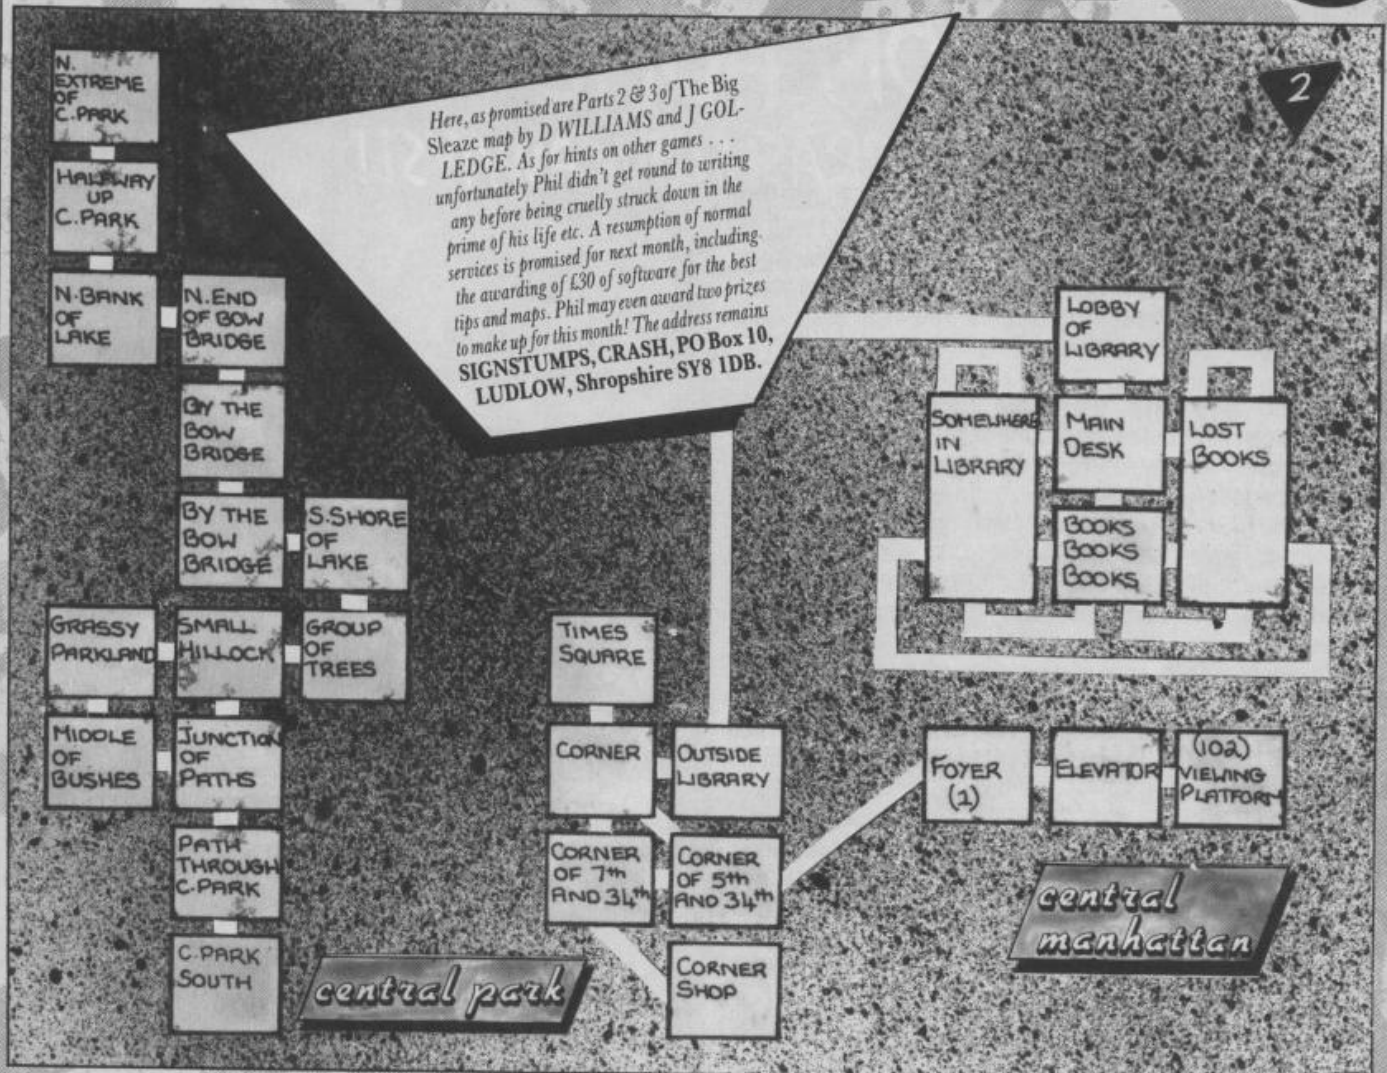 2
Here, as promised are Parts 2 & 3 of The Big
Sleaze map by D WILLIAMS and J GOL-
LEDGE. As for hints on other games . . .
unfortunately Phil didn't get round to writing
any before being cruelly struck down in the
prime of his life etc. A resumption of normal
services is promised for next month, including
the awarding of £30 of software for the best
tips and maps. Phil may even award two prizes
to make up for this month! The address remains
SIGNSTUMPS, CRASH, PO Box 10,
LUDLOW, Shropshire SY8 1DB.
N.
EXTREME
OF
C.PARK
HALFWAY
UP
C.PARK
N.BANK
OF
LAKE
N.END
OF BOW
BRIDGE
BY THE
BOW
BRIDGE
BY THE
BOW
BRIDGE
S.SHORE
OF
LAKE
GRASSY
PARKLAND
SMALL
HILLOCK
GROUP
OF
TREES
MIDDLE
OF
BUSHES
JUNCTION
OF
PATHS
PATH
THROUGH
C.PARK
C.PARK
SOUTH
central park
TIMES
SQUARE
CORNER
OUTSIDE
LIBRARY
CORNER
OF 7th
AND 34th
CORNER
OF 5th
AND 34th
CORNER
SHOP
LOBBY
OF
LIBRARY
SOMEWHERE
IN
LIBRARY
MAIN
DESK
LOST
BOOKS
BOOKS
BOOKS
BOOKS
FOYER
(1)
ELEVATOR
(102)
VIEWING
PLATFORM
central
manhattan